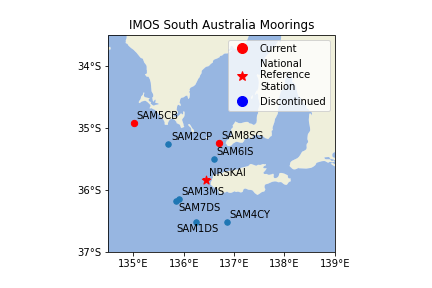 IMOS South Australia Moorings
Current
National
Reference
Station
Discontinued
34°S
35°S
36°S
37°S
SAM5CB
SAM2CP
SAM8SG
SAM6IS
NRSKAI
SAM3MS
SAM7DS
SAM4CY
SAM1DS
135°E
136°E
137°E
138°E
139°E